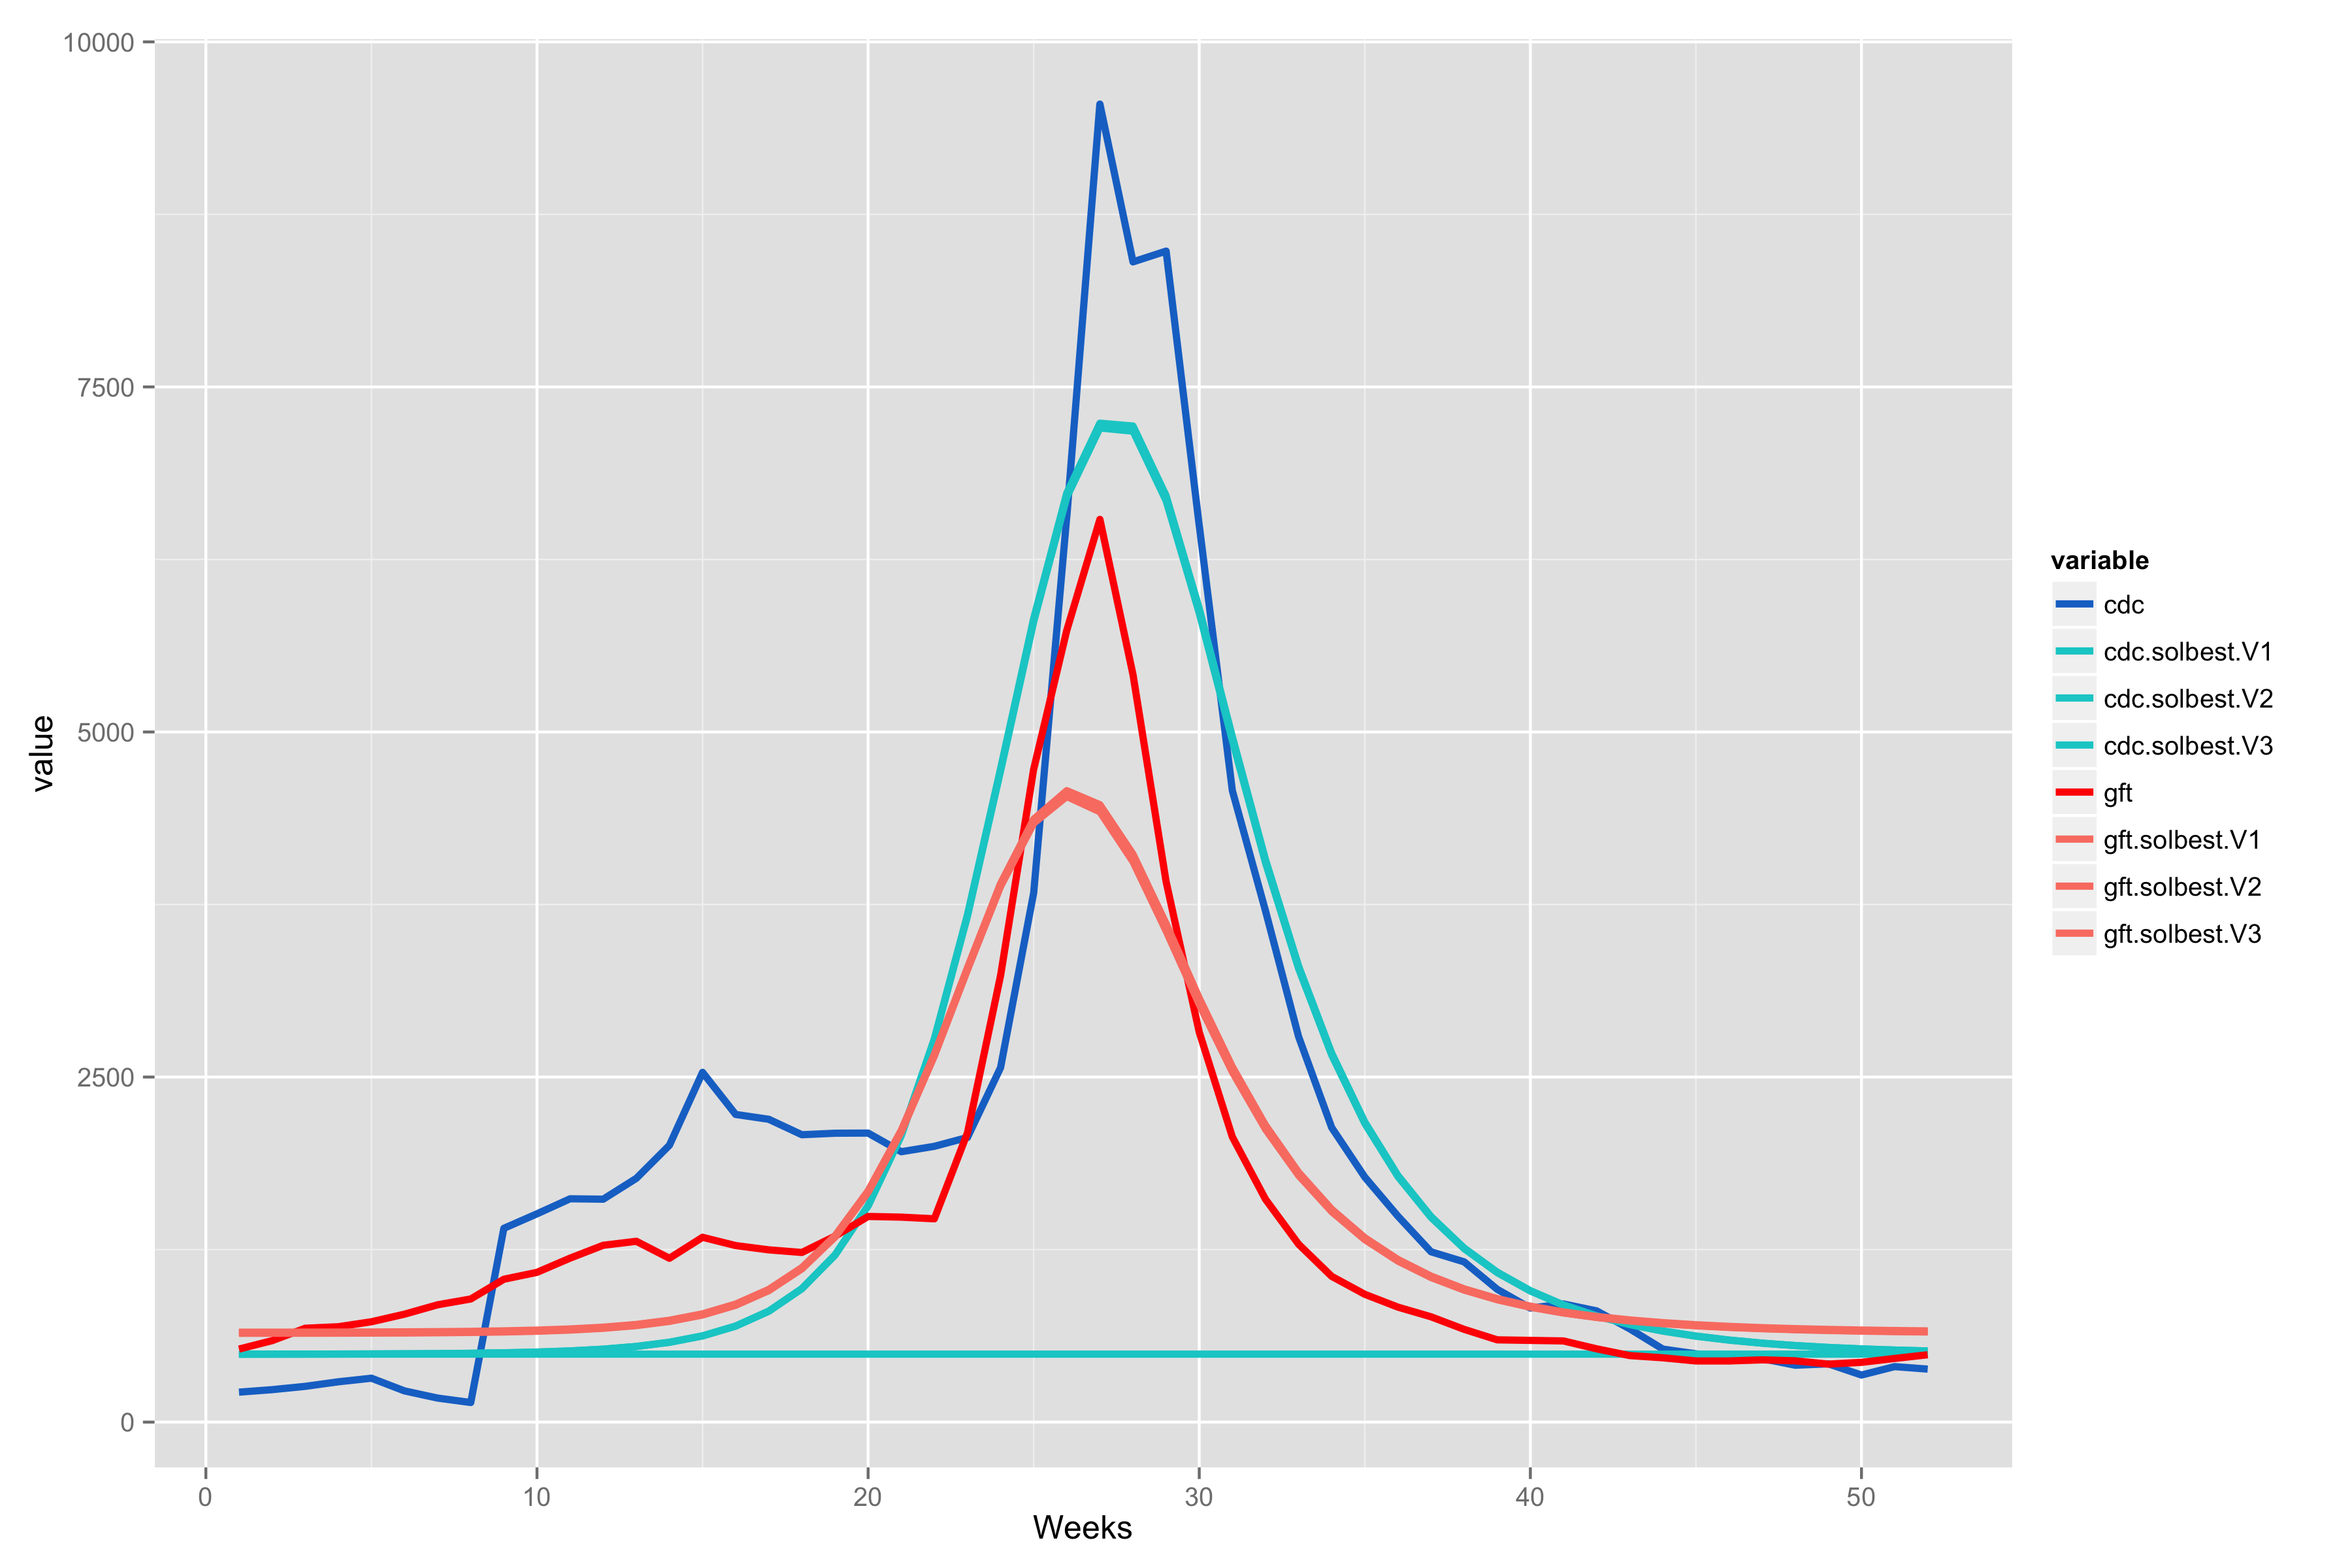 10000
7500
5000
2500
0
value
0 10 20 30 40 50
Weeks
variable
cdc
cdc.solbest.V1
cdc.solbest.V2
cdc.solbest.V3
gft
gft.solbest.V1
gft.solbest.V2
gft.solbest.V3